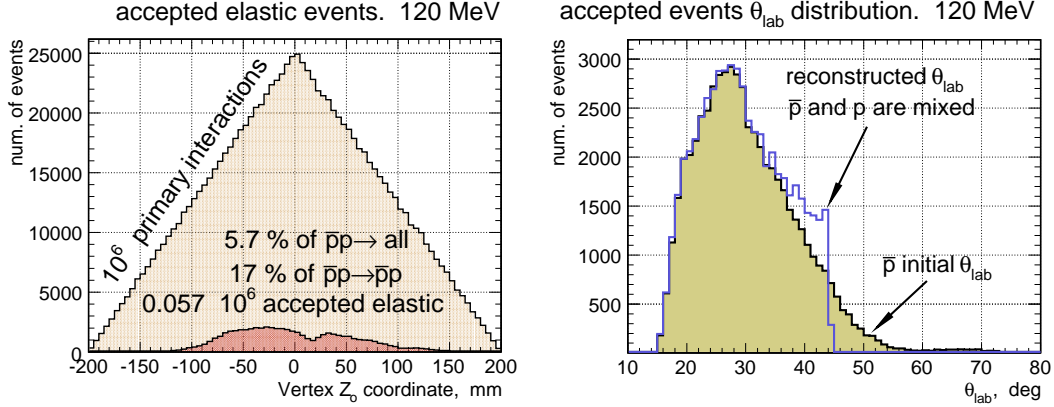 accepted elastic events. 120 MeV
num. of events
25000
20000
15000
10000
5000
0
10⁶ primary interactions
5.7 % of p̅p→ all
17 % of p̅p→p̅p
0.057 10⁶ accepted elastic
-200 -150 -100 -50 0 50 100 150 200
Vertex Zₒ coordinate, mm
accepted events θlab distribution. 120 MeV
num. of events
3000
2500
2000
1500
1000
500
reconstructed θlab
p̅ and p are mixed
p̅ initial θlab
10 20 30 40 50 60 70 80
θlab, deg